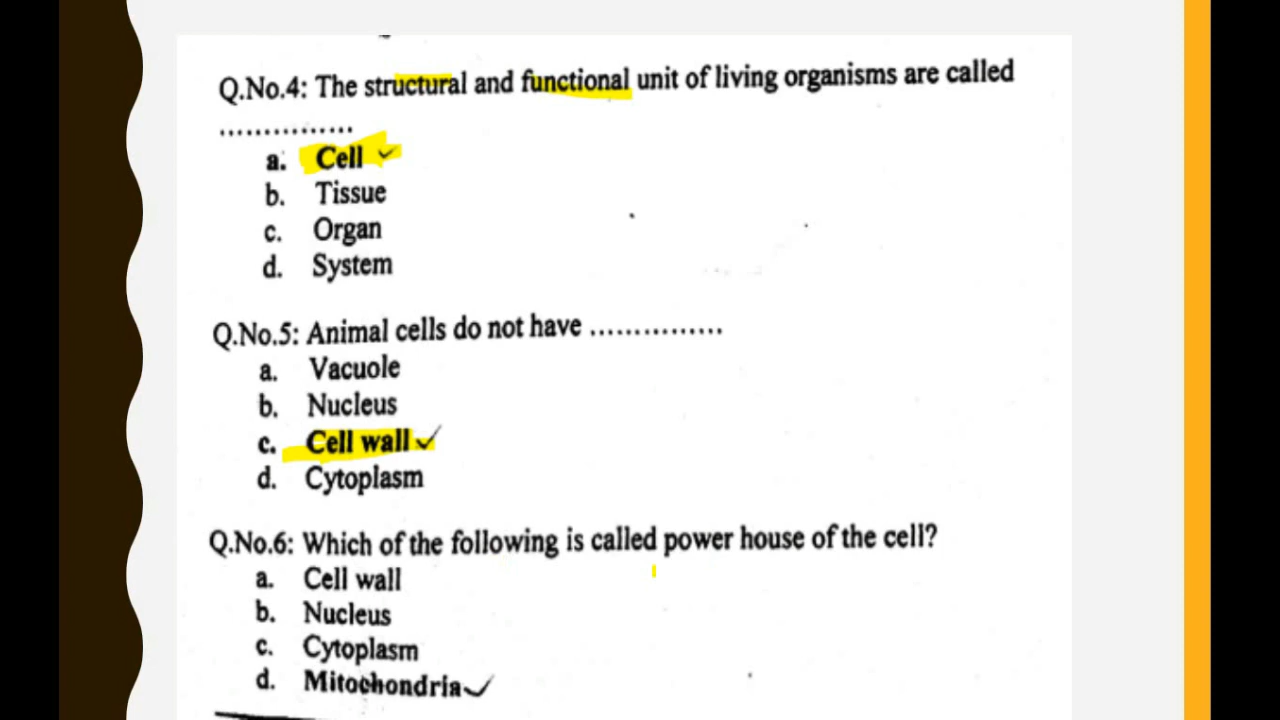 Q.No.4: The structural and functional unit of living organisms are called
................
a. Cell ✓
b. Tissue
c. Organ
d. System
Q.No.5: Animal cells do not have ...............
a. Vacuole
b. Nucleus
c. Cell wall ✓
d. Cytoplasm
Q.No.6: Which of the following is called power house of the cell?
a. Cell wall
b. Nucleus
c. Cytoplasm
d. Mitochondria ✓